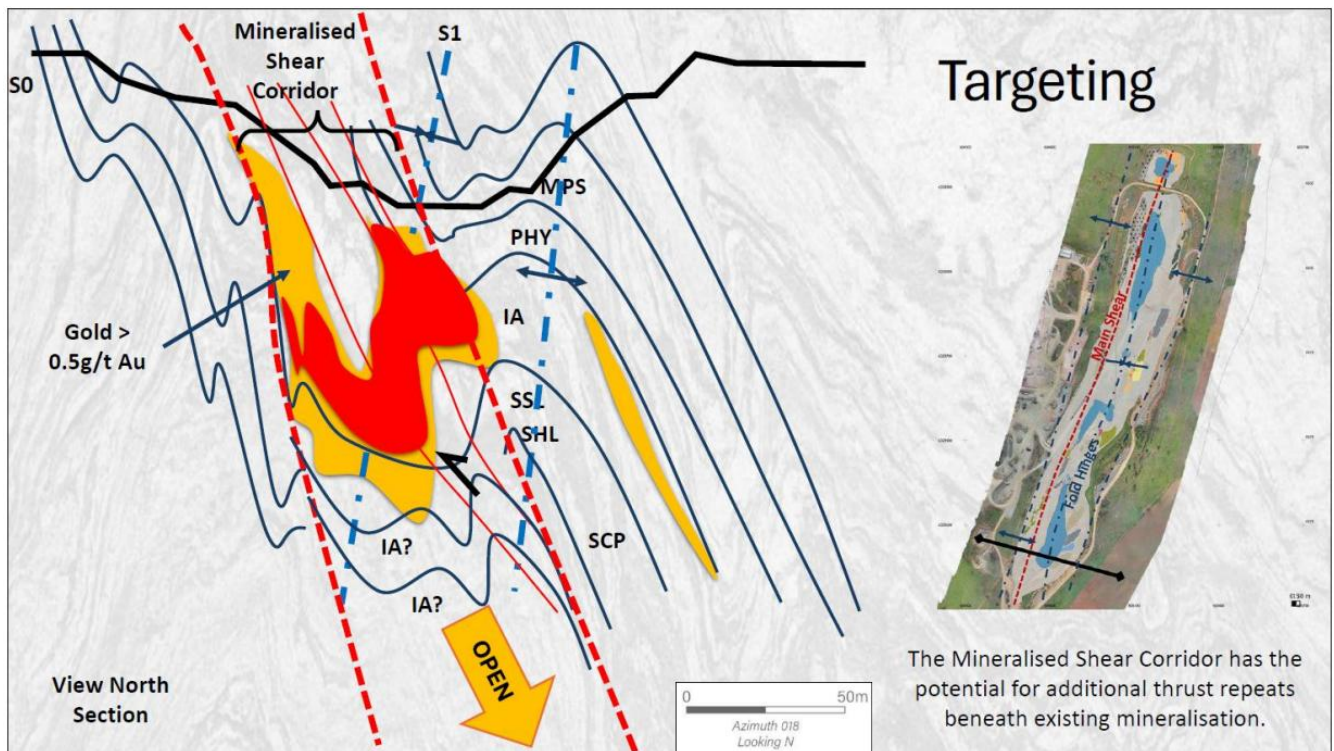 Mineralised
Shear
Corridor
S1
S0
Targeting
MPS
PHY
IA
Gold >
0.5g/t Au
SSL
SHL
SCP
IA?
IA?
OPEN
View North
Section
0 50m
Azimuth 018
Looking N
Main Shear
Fold Hinges
The Mineralised Shear Corridor has the
potential for additional thrust repeats
beneath existing mineralisation.